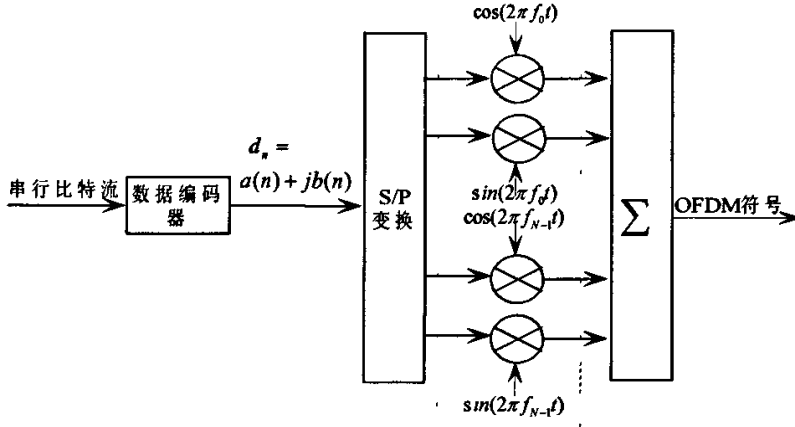 cos(2πf₀t)
dₙ =
a(n) + jb(n)
串行比特流
数据编码
器
S/P
变换
sin(2πf₀t)
cos(2πf_{N-1}t)
∑
OFDM符号
sin(2πf_{N-1}t)